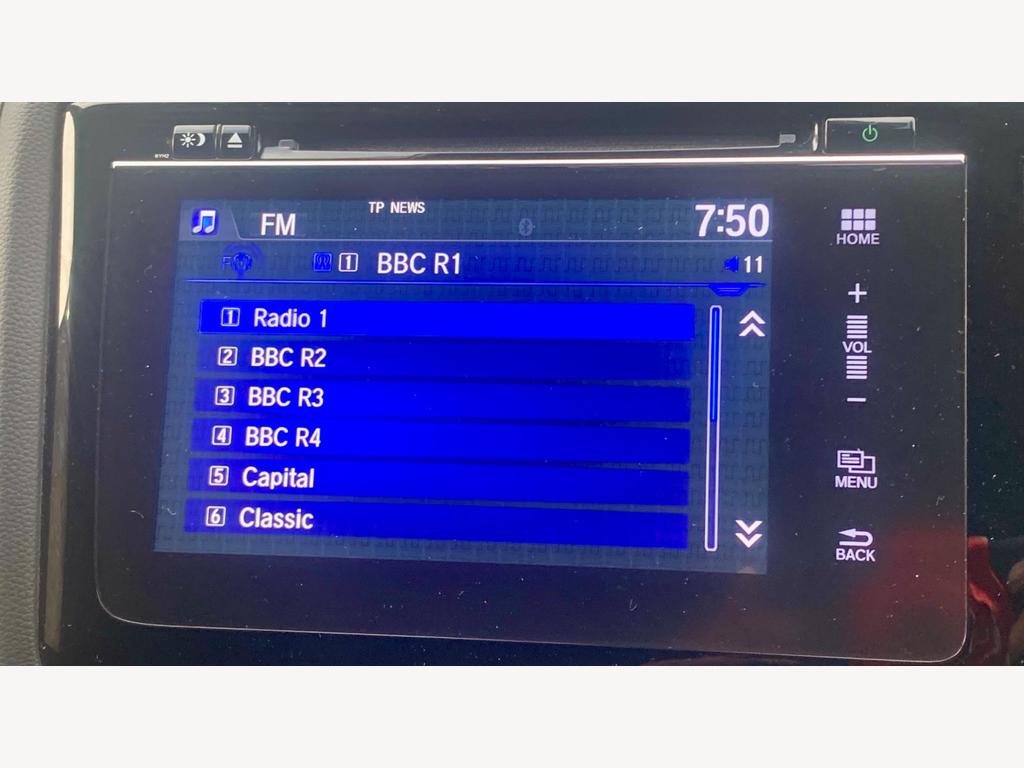 TP NEWS
FM
7:50
HOME
1 BBC R1
11
+
1 Radio 1
VOL
2 BBC R2
3 BBC R3
−
4 BBC R4
5 Capital
MENU
6 Classic
BACK